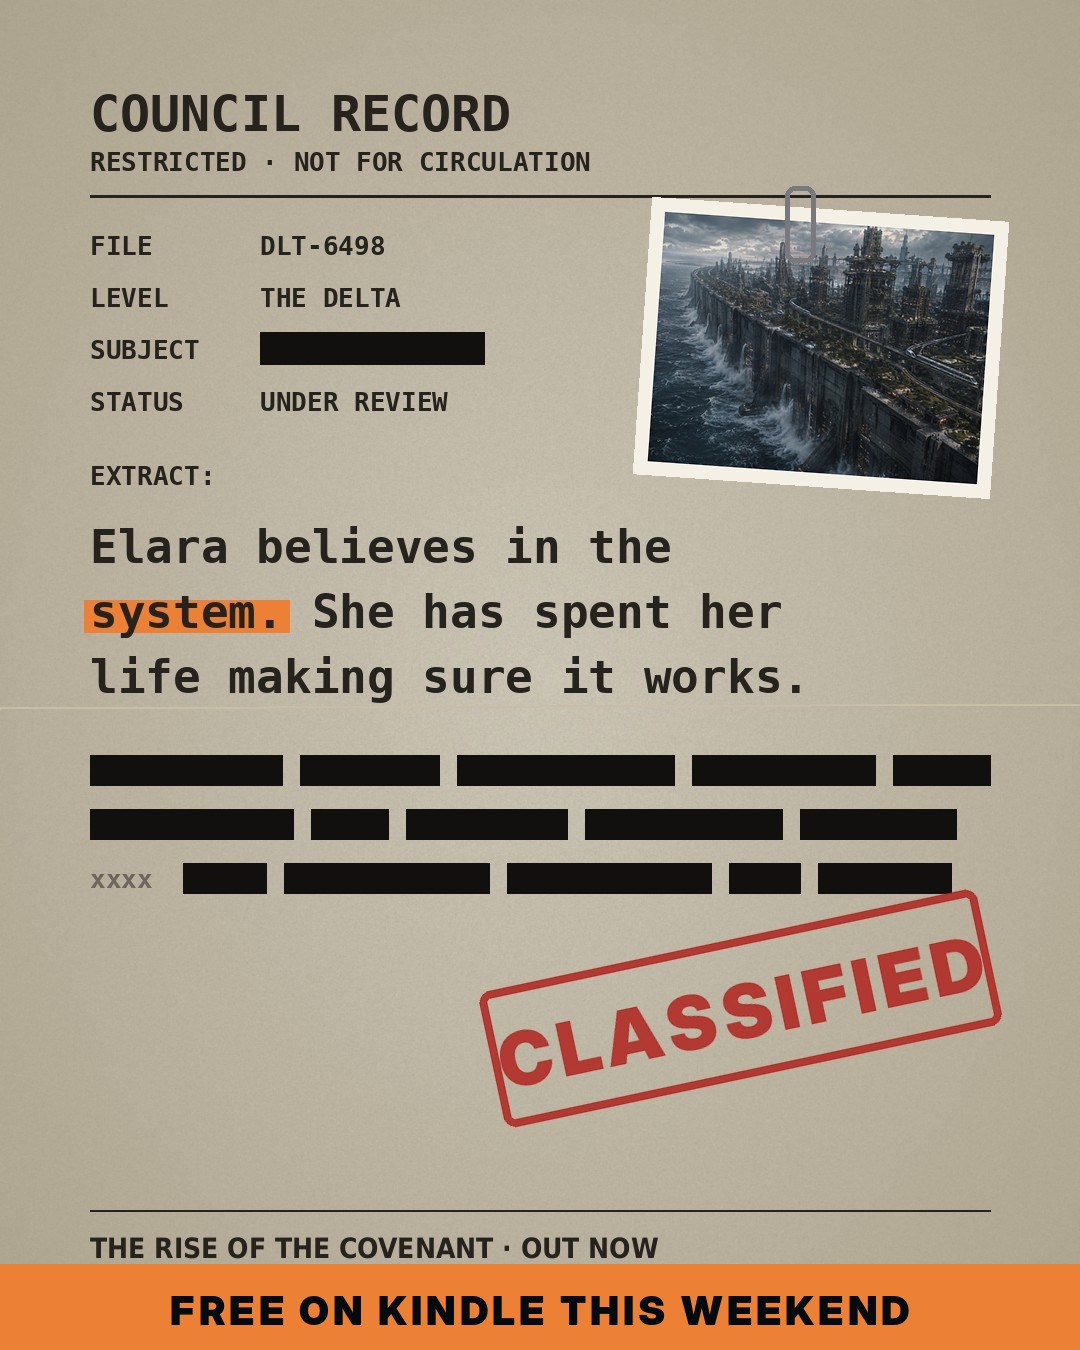 COUNCIL RECORD
RESTRICTED · NOT FOR CIRCULATION
FILE DLT-6498
LEVEL THE DELTA
SUBJECT
STATUS UNDER REVIEW
EXTRACT:
Elara believes in the
system. She has spent her
life making sure it works.
xxxx
CLASSIFIED
THE RISE OF THE COVENANT · OUT NOW
FREE ON KINDLE THIS WEEKEND